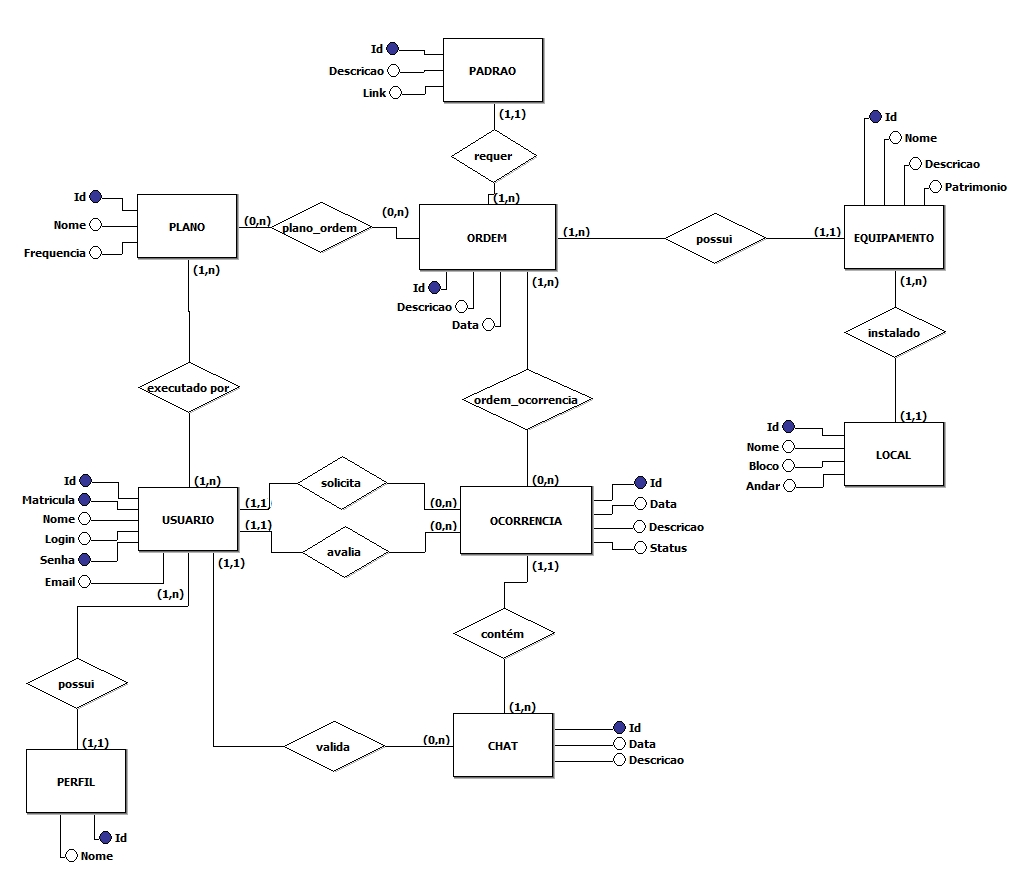 Id
Descricao
Link
PADRAO
(1,1)
requer
(1,n)
Id
Nome
Descricao
Patrimonio
Id
Nome
Frequencia
PLANO
(0,n)
plano_ordem
(0,n)
ORDEM
(1,n)
possui
(1,1)
EQUIPAMENTO
(1,n)
Id
Descricao
Data
(1,n)
(1,n)
instalado
executado por
ordem_ocorrencia
(1,1)
Id
Nome
Bloco
Andar
LOCAL
(1,n)
(0,n)
Id
Matricula
Nome
Login
Senha
Email
USUARIO
(1,1)
solicita
(0,n)
(1,1)
avalia
(0,n)
OCORRENCIA
Id
Data
Descricao
Status
(1,n)
(1,1)
(1,1)
contém
possui
(1,n)
(1,1)
valida
(0,n)
CHAT
Id
Data
Descricao
PERFIL
Id
Nome